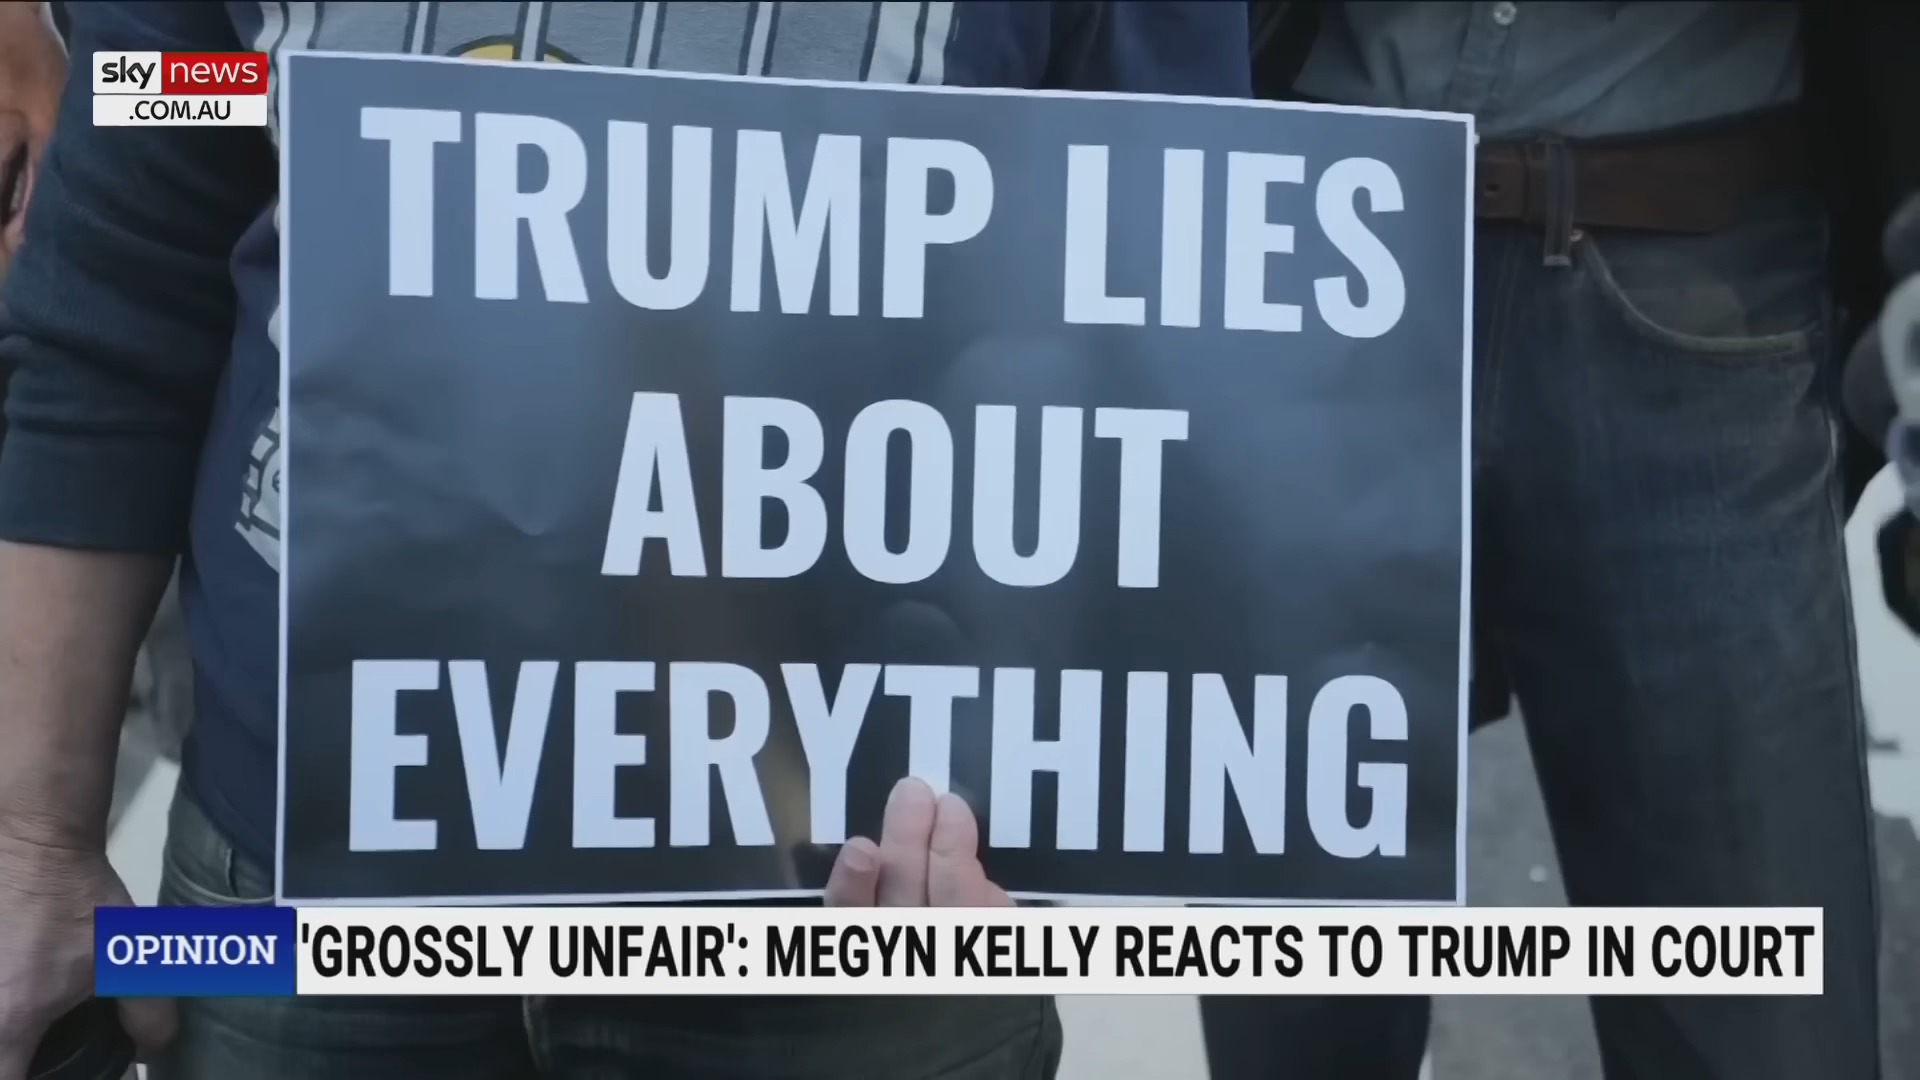 sky news
.COM.AU
TRUMP LIES
ABOUT
EVERYTHING
OPINION 'GROSSLY UNFAIR': MEGYN KELLY REACTS TO TRUMP IN COURT